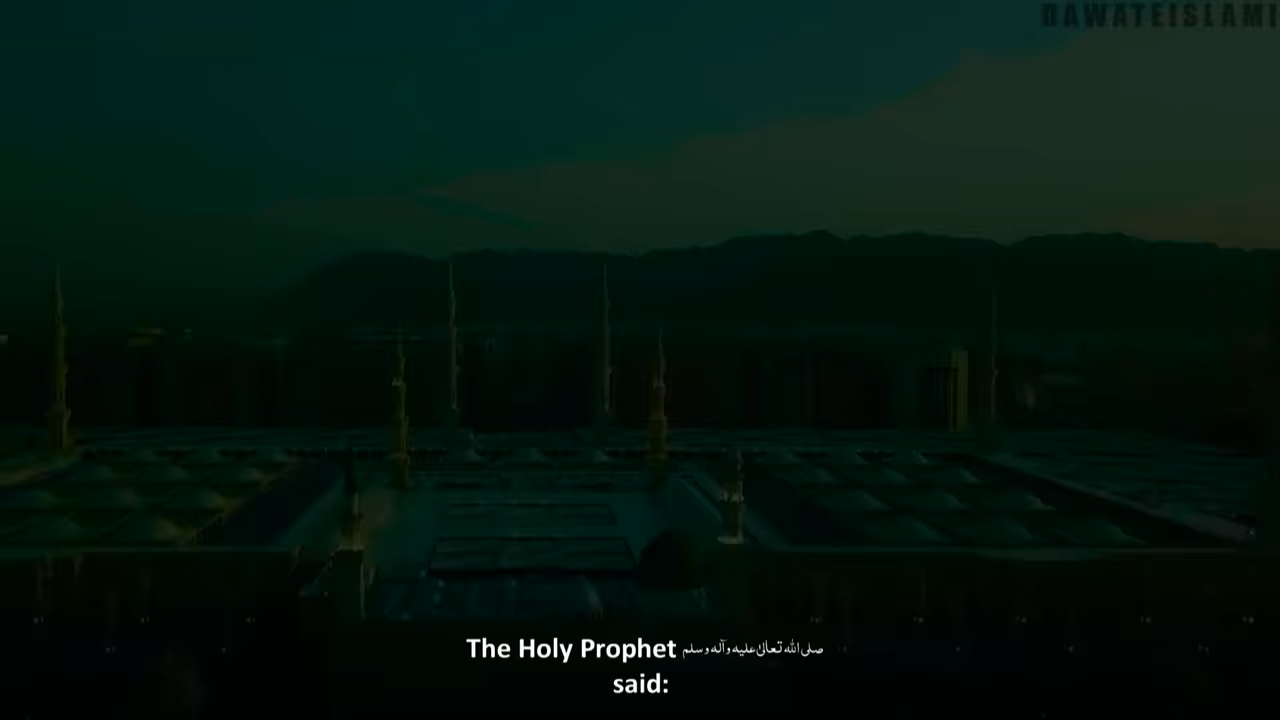 DAWATEISLAMI
The Holy Prophet صلی اللہ تعالیٰ علیہ وآلہ وسلم
said: